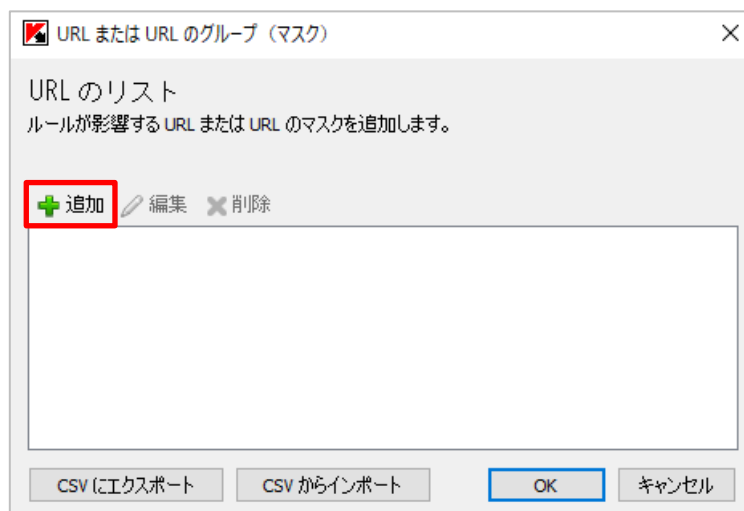 URL または URL のグループ (マスク)
URL のリスト
ルールが影響する URL または URL のマスクを追加します。
追加 編集 削除
CSV にエクスポート CSV からインポート OK キャンセル